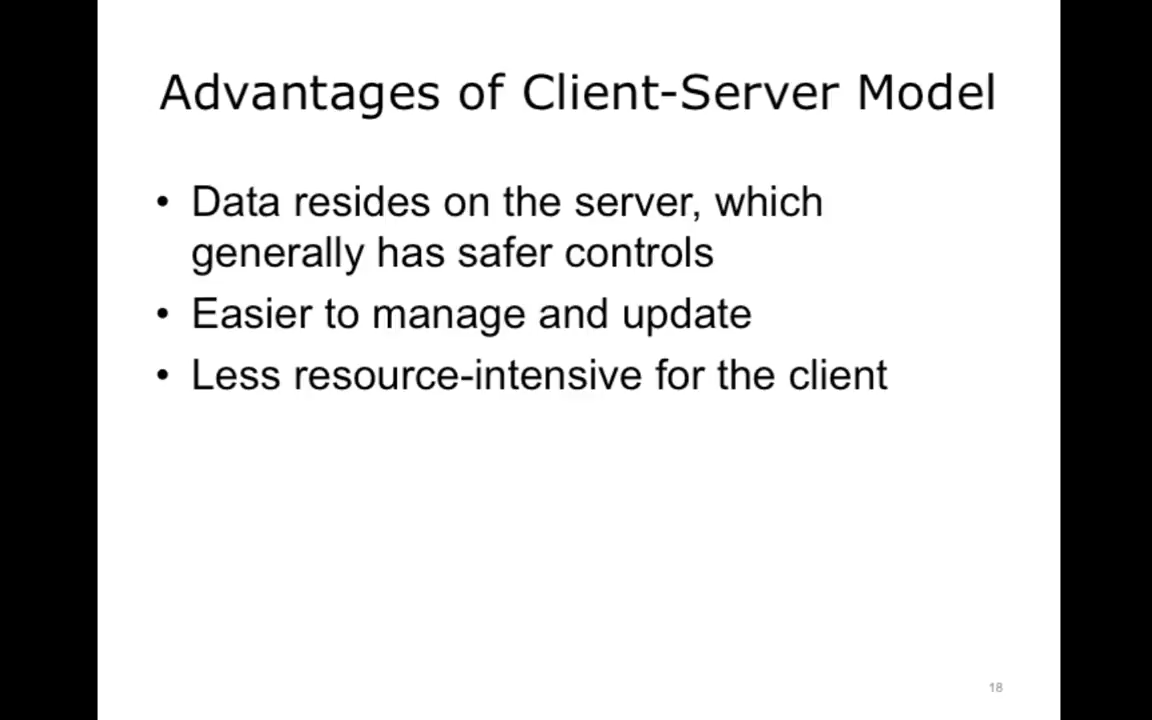 Advantages of Client-Server Model
• Data resides on the server, which
generally has safer controls
• Easier to manage and update
• Less resource-intensive for the client
18